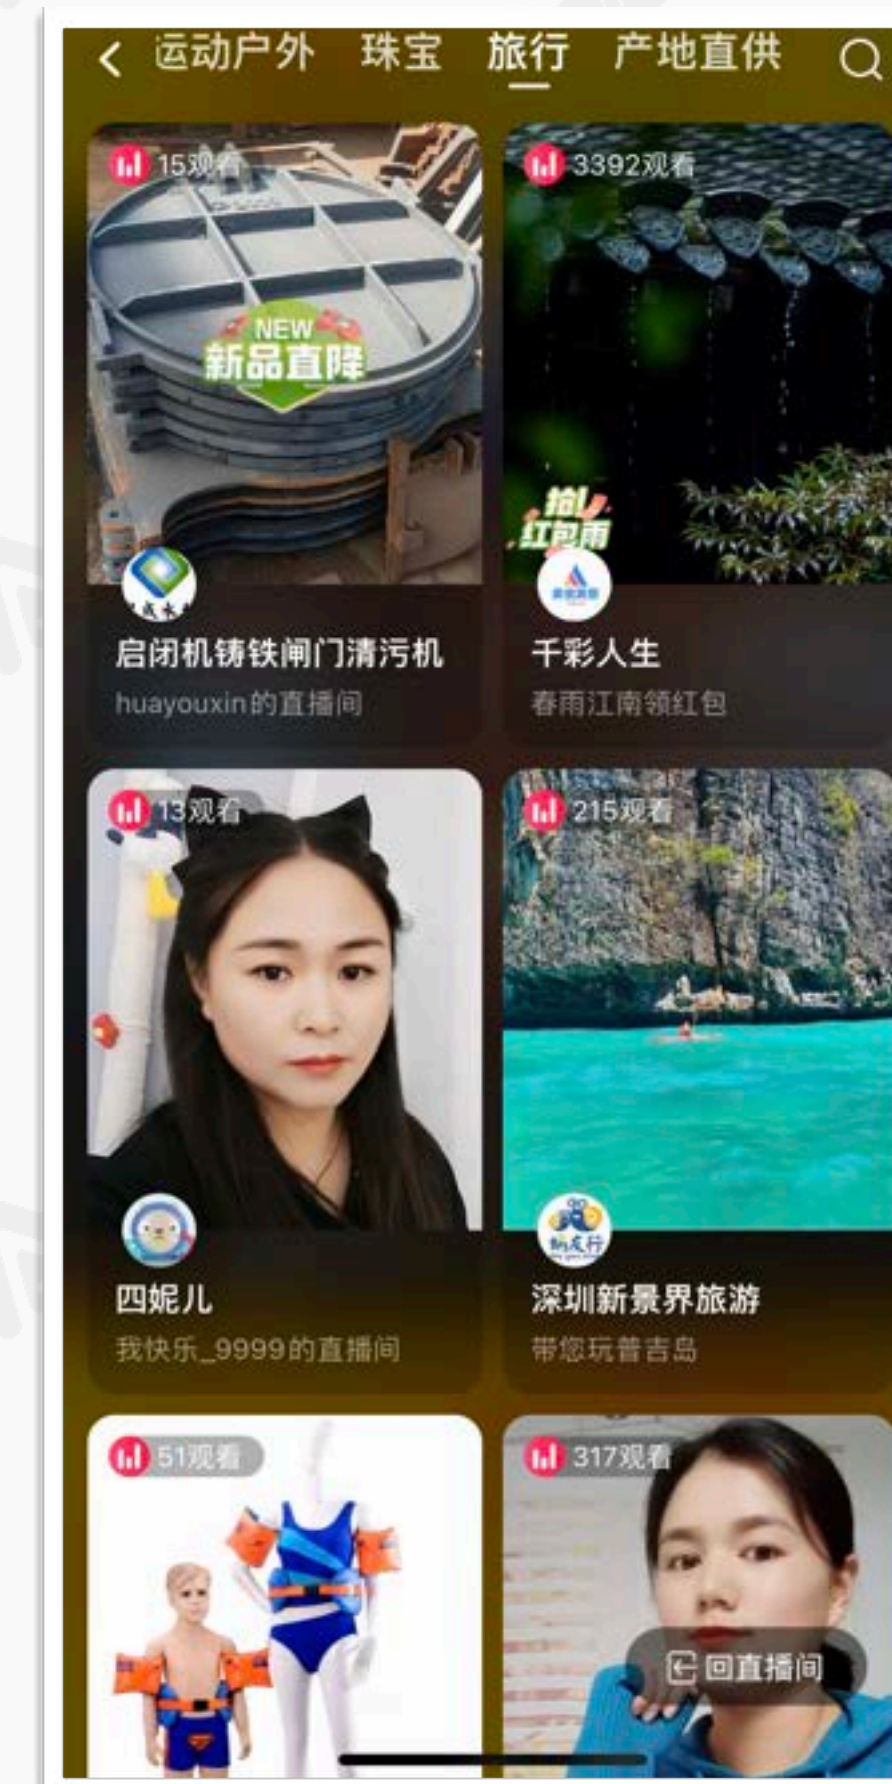 运动户外 珠宝 旅行 产地直供
15观看
NEW
新品直降
启闭机铸铁闸门清污机
huayouxin的直播间
3392观看
抢!
红包雨
千彩人生
春雨江南领红包
13观看
四妮儿
我快乐_9999的直播间
215观看
深圳新景界旅游
带您玩普吉岛
51观看
317观看
回直播间